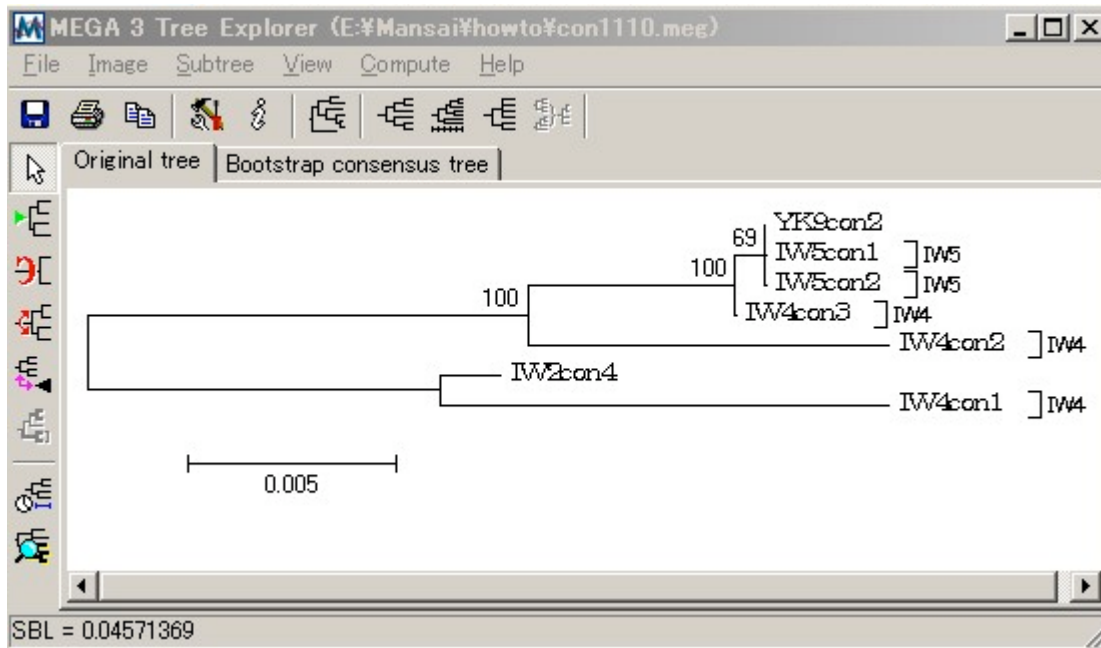 MEGA 3 Tree Explorer (E:¥Mansai¥howto¥con1110.meg)
File Image Subtree View Compute Help
Original tree Bootstrap consensus tree
YK9con2
69
IW5con1 IW5
100
IW5con2 IW5
100
IW4con3 IW4
IW4con2 IW4
IW2con4
IW4con1 IW4
0.005
SBL = 0.04571369